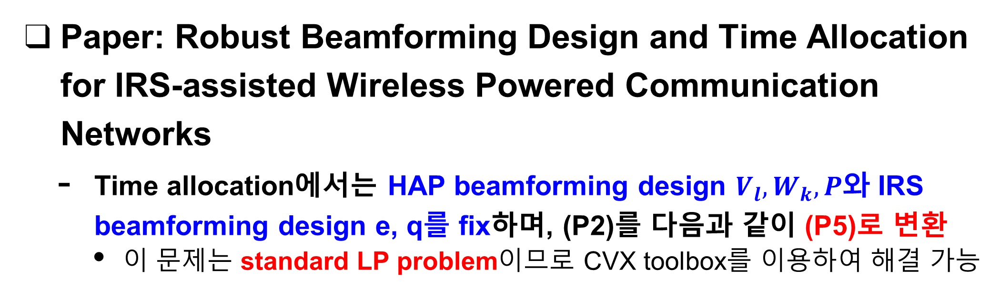 ❑ Paper: Robust Beamforming Design and Time Allocation
for IRS-assisted Wireless Powered Communication
Networks
- Time allocation에서는 HAP beamforming design V_l, W_k, P와 IRS
beamforming design e, q를 fix하며, (P2)를 다음과 같이 (P5)로 변환
• 이 문제는 standard LP problem이므로 CVX toolbox를 이용하여 해결 가능